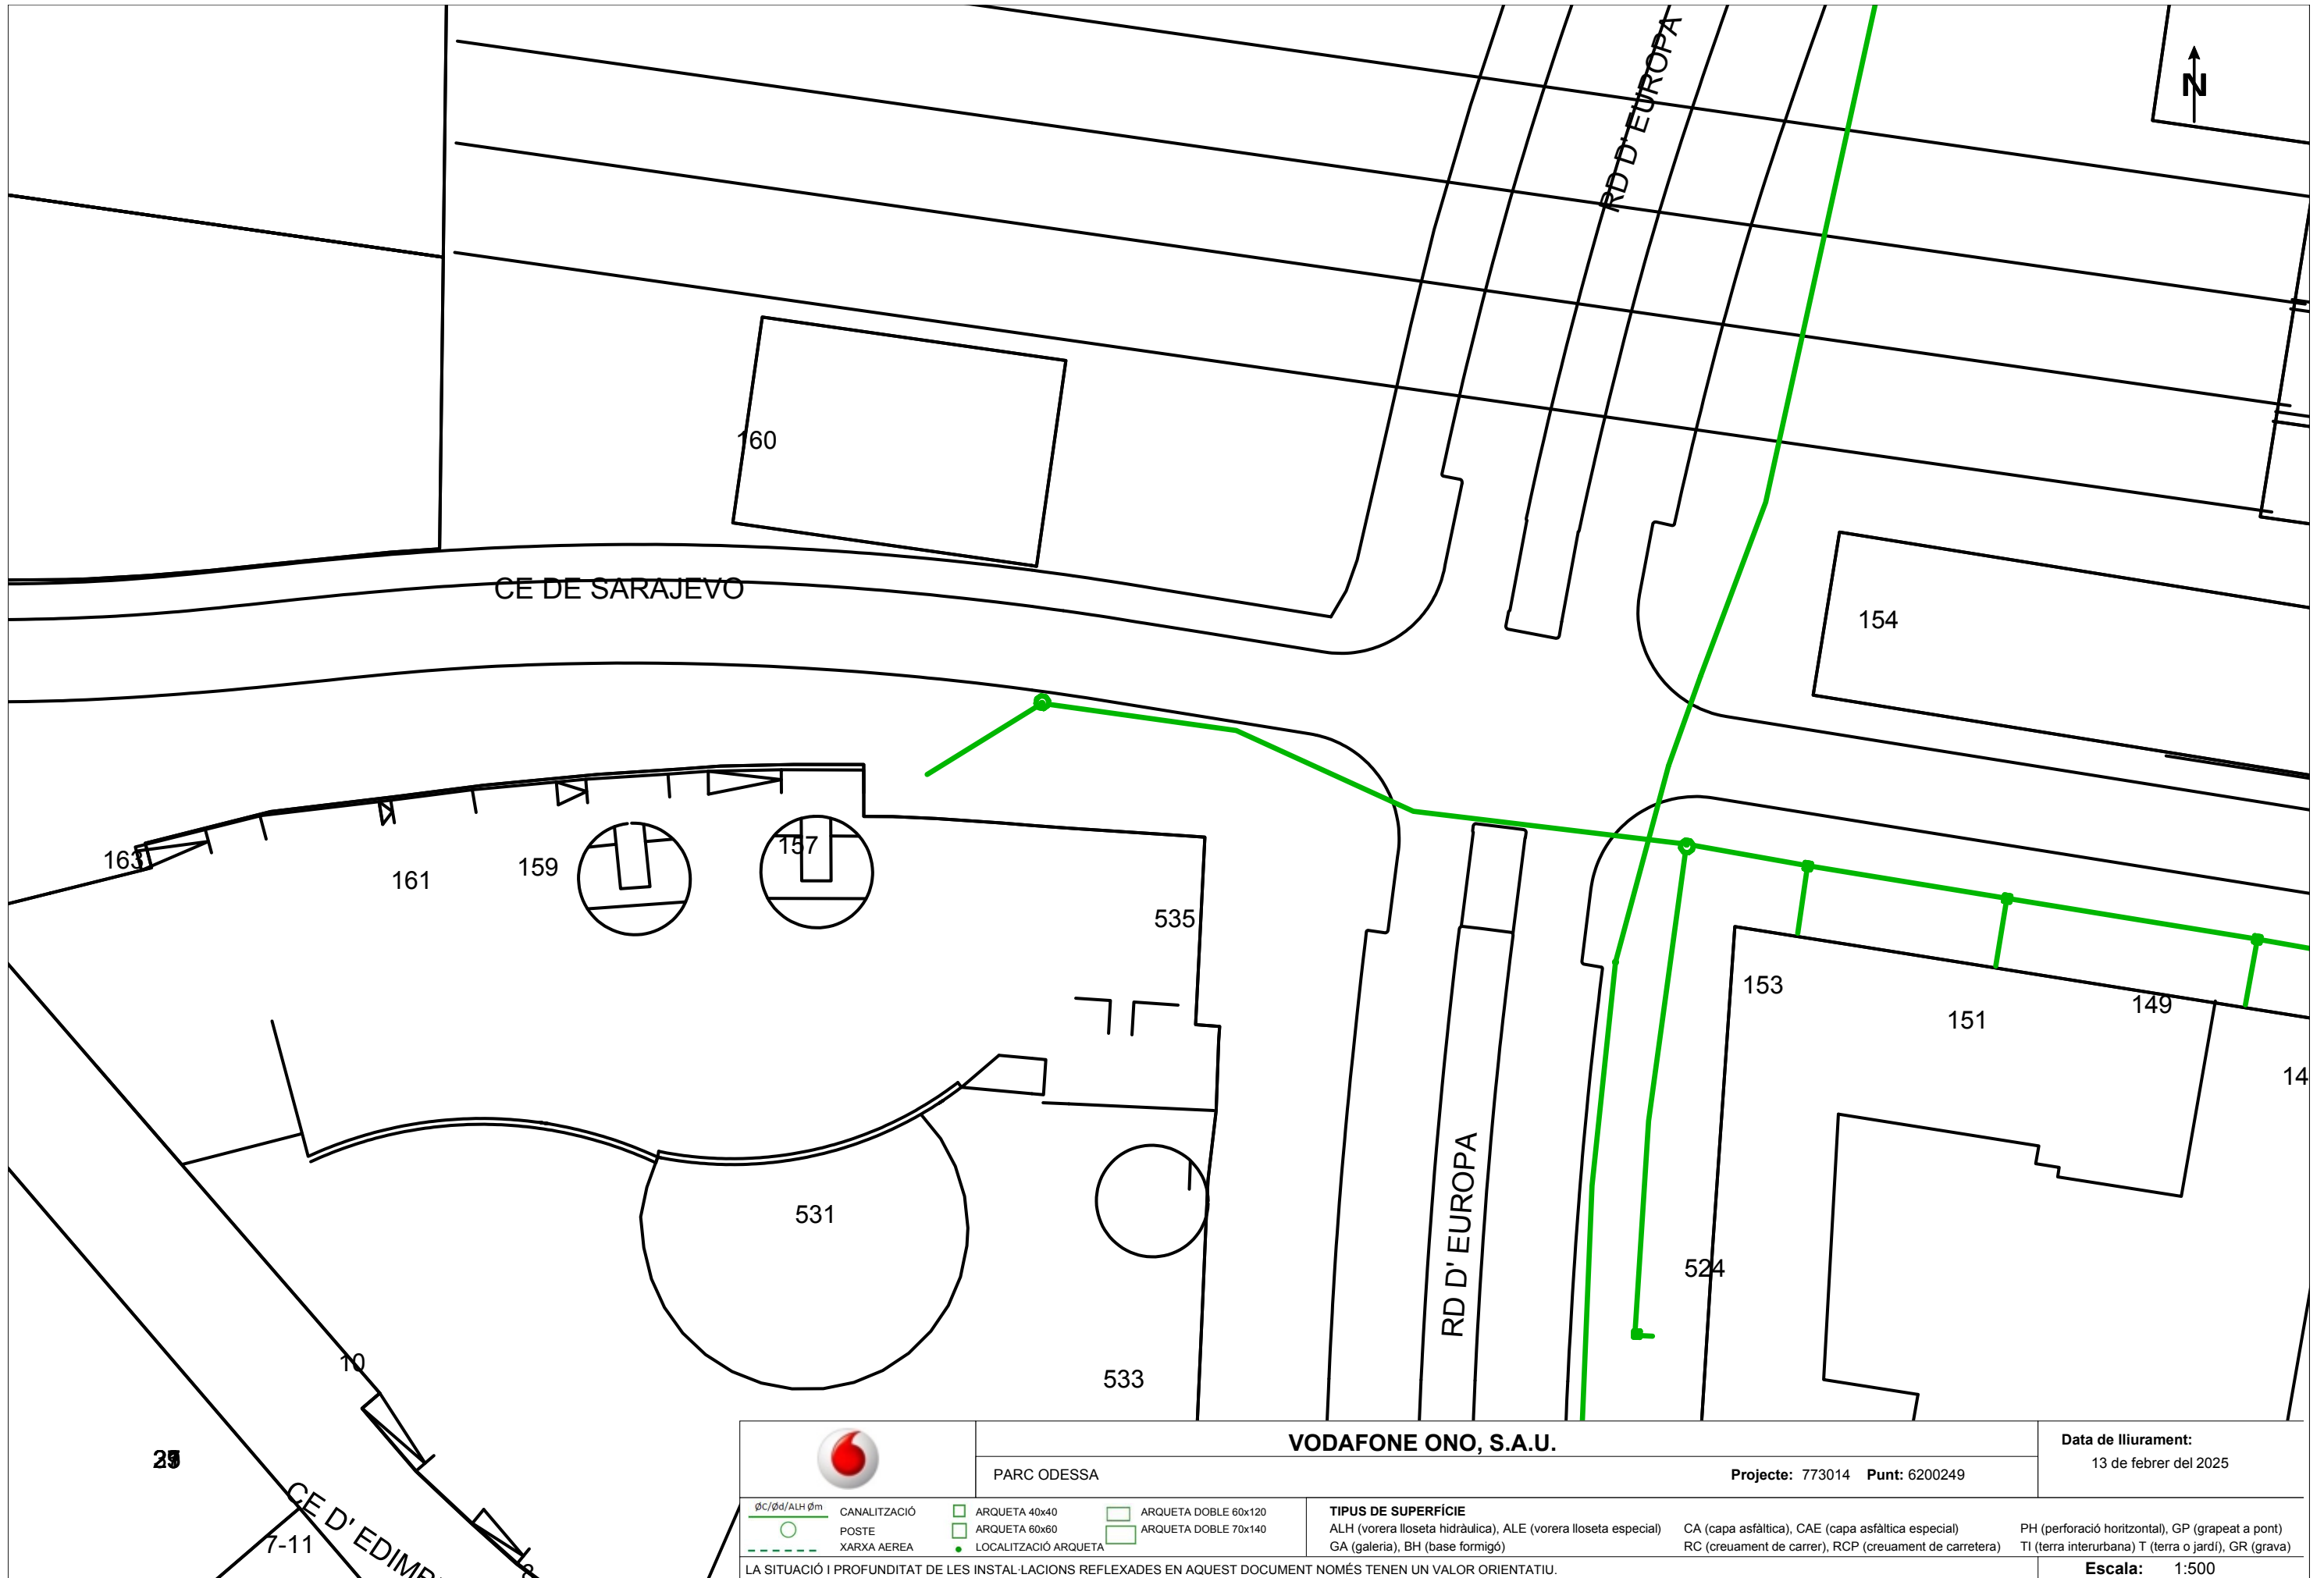 RD D' EUROPA
N
160
CE DE SARAJEVO
154
163
161
159
157
535
153
151
149
14
531
524
RD D' EUROPA
533
10
CE D' EDIMB
7-11
VODAFONE ONO, S.A.U.
PARC ODESSA
Projecte: 773014 Punt: 6200249
Data de lliurament:
13 de febrer del 2025
ØC/Ød/ALH Øm
CANALITZACIÓ
POSTE
XARXA AEREA
ARQUETA 40x40
ARQUETA 60x60
LOCALITZACIÓ ARQUETA
ARQUETA DOBLE 60x120
ARQUETA DOBLE 70x140
TIPUS DE SUPERFÍCIE
ALH (vorera lloseta hidràulica), ALE (vorera lloseta especial)
GA (galeria), BH (base formigó)
CA (capa asfàltica), CAE (capa asfàltica especial)
RC (creuament de carrer), RCP (creuament de carretera)
PH (perforació horitzontal), GP (grapeat a pont)
TI (terra interurbana) T (terra o jardí), GR (grava)
LA SITUACIÓ I PROFUNDITAT DE LES INSTAL·LACIONS REFLEXADES EN AQUEST DOCUMENT NOMÉS TENEN UN VALOR ORIENTATIU.
Escala: 1:500